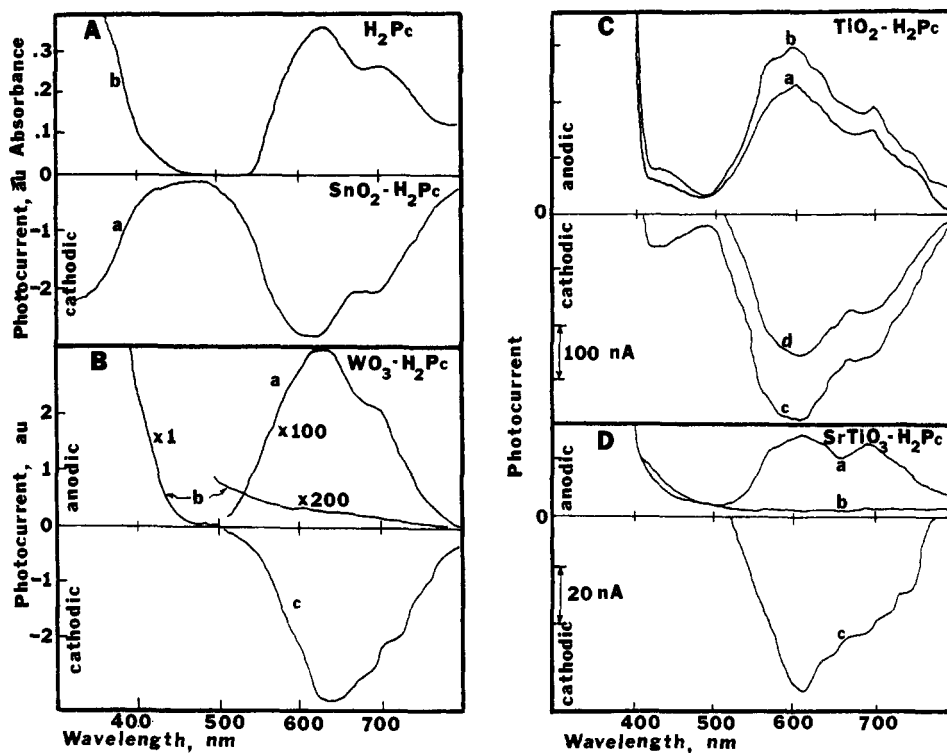 A
H2Pc
.3
.2
.1
0
b
Absorbance
SnO2-H2Pc
a
-1
-2
Photocurrent, au
cathodic
B
WO3-H2Pc
a
x1
x100
b
x200
2
1
0
-1
-2
c
anodic
cathodic
Photocurrent, au
400
500
600
700
Wavelength, nm
C
TiO2-H2Pc
b
a
0
anodic
cathodic
d
c
100 nA
Photocurrent
D
SrTiO3-H2Pc
a
b
0
anodic
20 nA
c
cathodic
400
500
600
700
Wavelength, nm